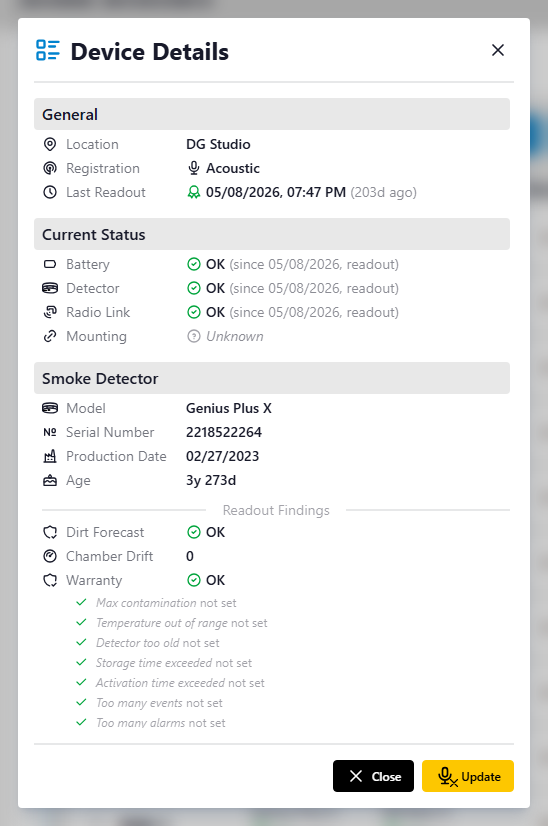 Device Details
General
Location DG Studio
Registration Acoustic
Last Readout 05/08/2026, 07:47 PM (203d ago)
Current Status
Battery OK (since 05/08/2026, readout)
Detector OK (since 05/08/2026, readout)
Radio Link OK (since 05/08/2026, readout)
Mounting Unknown
Smoke Detector
Model Genius Plus X
Nº Serial Number 2218522264
Production Date 02/27/2023
Age 3y 273d
Readout Findings
Dirt Forecast OK
Chamber Drift 0
Warranty OK
Max contamination not set
Temperature out of range not set
Detector too old not set
Storage time exceeded not set
Activation time exceeded not set
Too many events not set
Too many alarms not set
Close Update